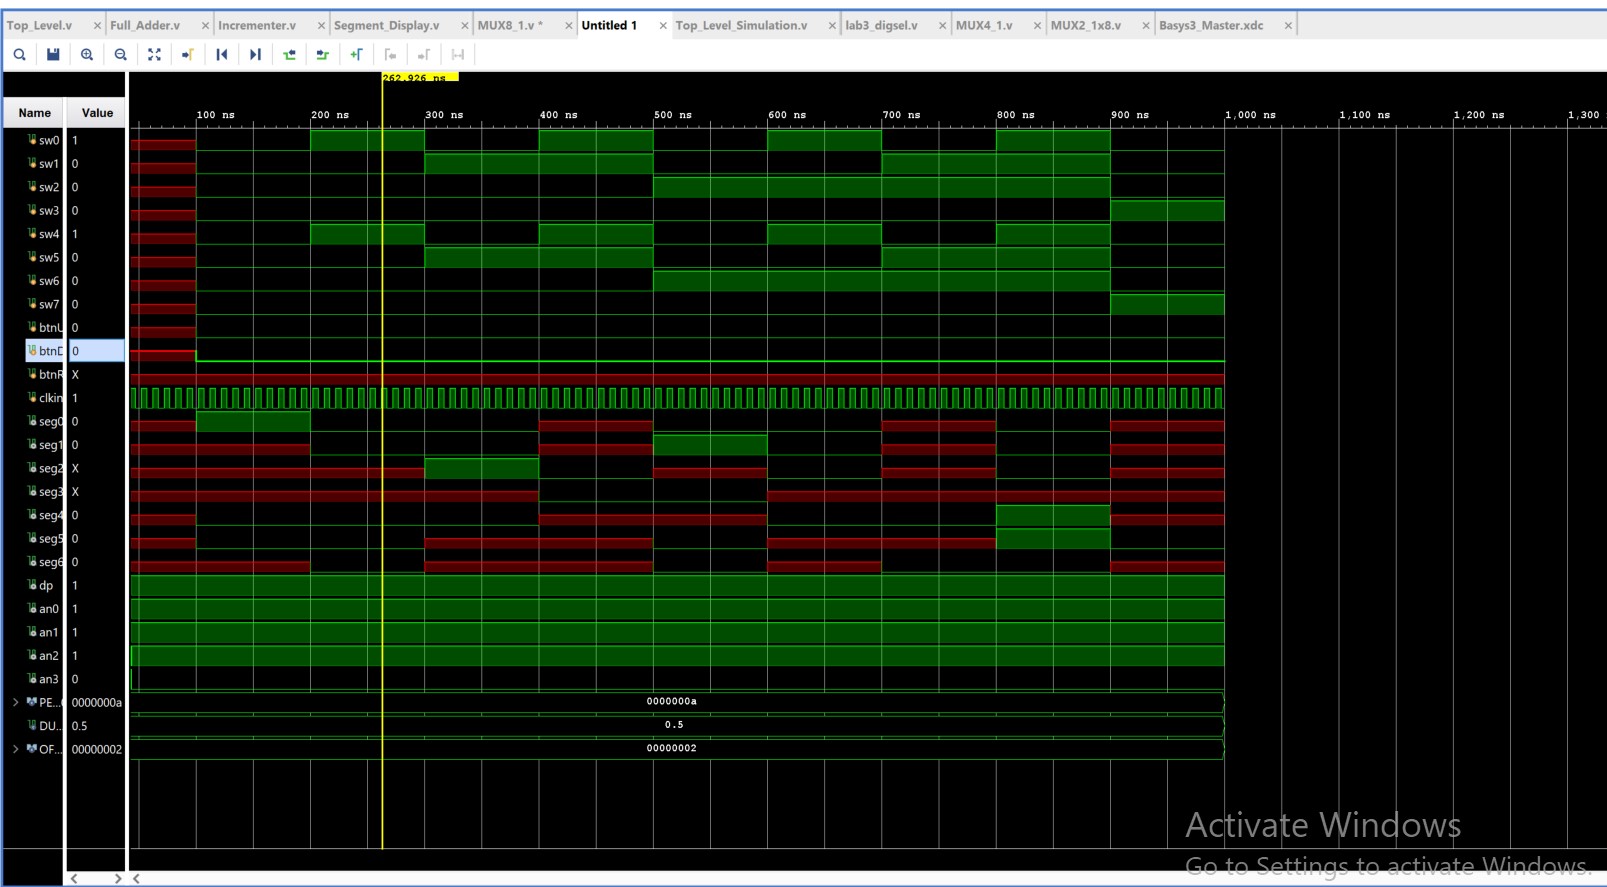 Top_Level.v × Full_Adder.v × Incrementer.v × Segment_Display.v × MUX8_1.v * × Untitled 1 × Top_Level_Simulation.v × lab3_digsel.v × MUX4_1.v × MUX2_1x8.v × Basys3_Master.xdc ×
262.926 ns
Name Value 100 ns 200 ns 300 ns 400 ns 500 ns 600 ns 700 ns 800 ns 900 ns 1,000 ns 1,100 ns 1,200 ns 1,300
sw0 1
sw1 0
sw2 0
sw3 0
sw4 1
sw5 0
sw6 0
sw7 0
btnU 0
btnD 0
btnR X
clkin 1
seg0 0
seg1 0
seg2 X
seg3 X
seg4 0
seg5 0
seg6 0
dp 1
an0 1
an1 1
an2 1
an3 0
PE... 0000000a 0000000a
DU... 0.5 0.5
OF... 00000002 00000002
Activate Windows
Go to Settings to activate Windows.